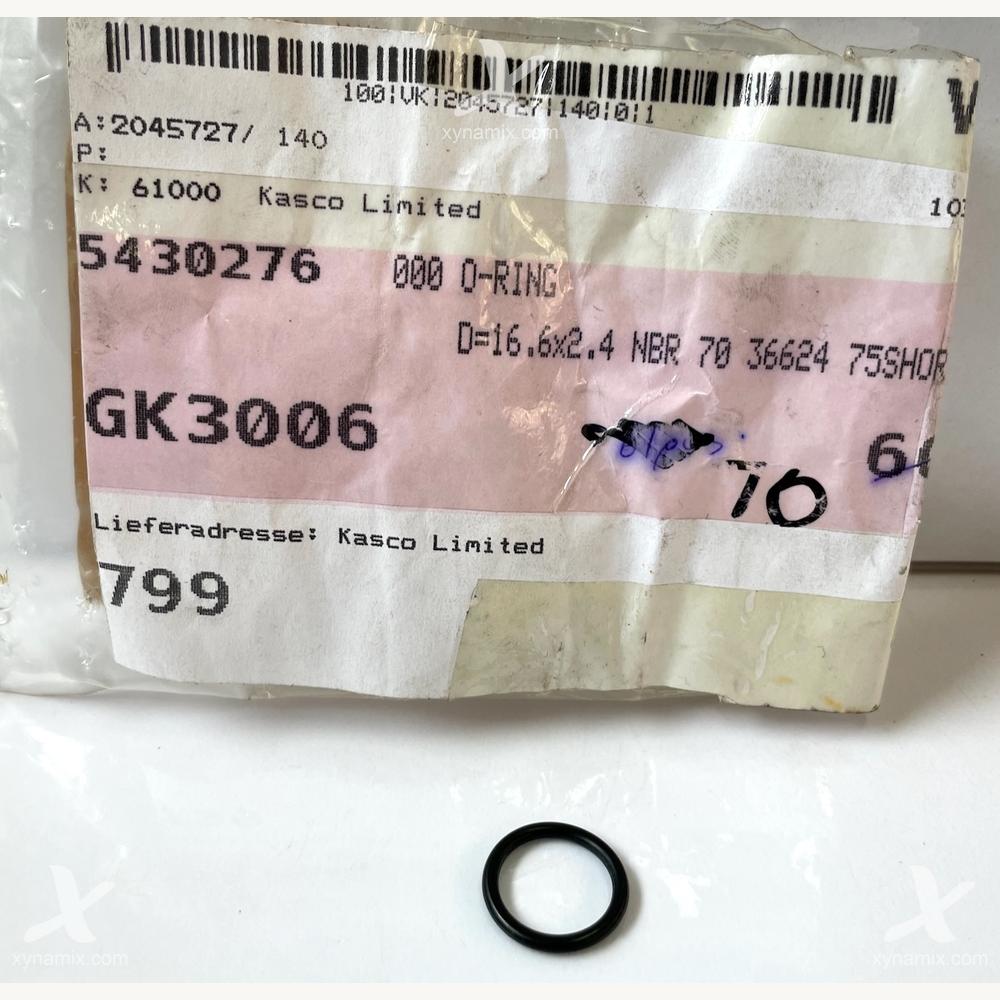 100|VK|2045727|140|0|1
xynamix.com
A:2045727/ 140
P:
K: 61000 Kasco Limited
5430276 000 O-RING
D=16.6x2.4 NBR 70 36624 75SHOR
GK3006
70
Lieferadresse: Kasco Limited
799
xynamix.com
xynamix.com